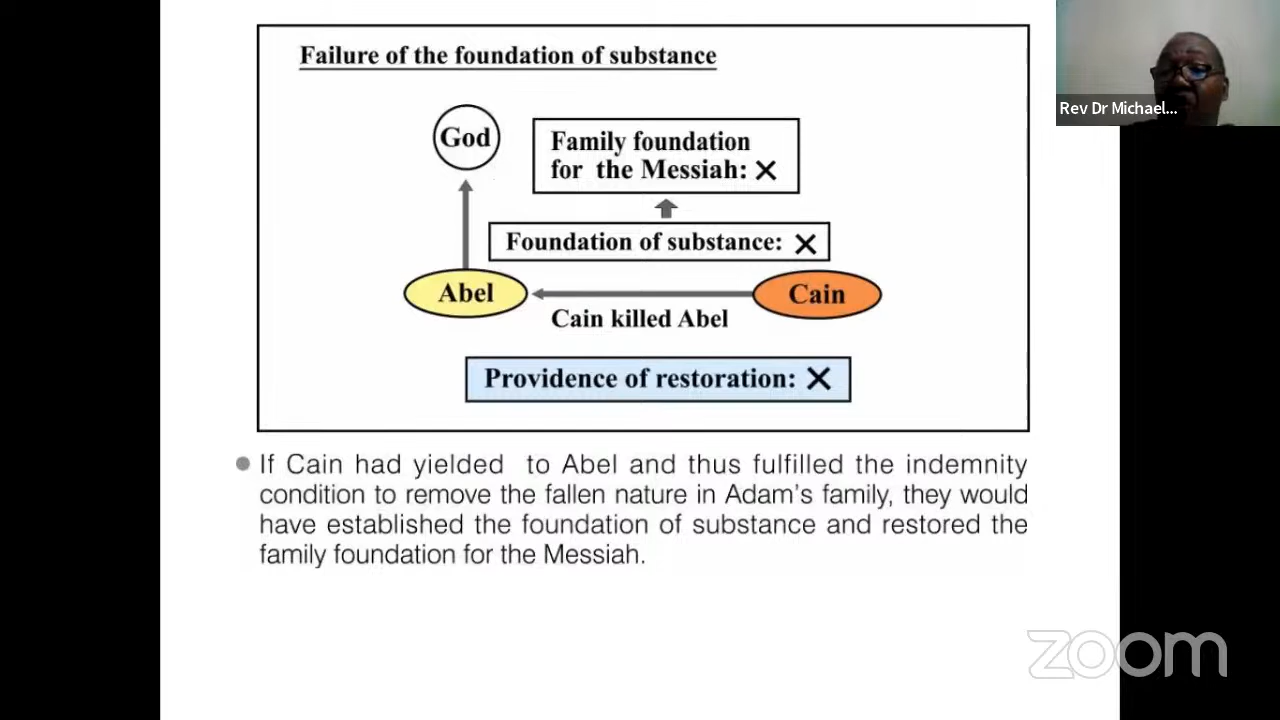 Failure of the foundation of substance
God
Family foundation
for the Messiah: ✕
Foundation of substance: ✕
Abel
Cain
Cain killed Abel
Providence of restoration: ✕
If Cain had yielded to Abel and thus fulfilled the indemnity
condition to remove the fallen nature in Adam's family, they would
have established the foundation of substance and restored the
family foundation for the Messiah.
Rev Dr Michael...
zoom